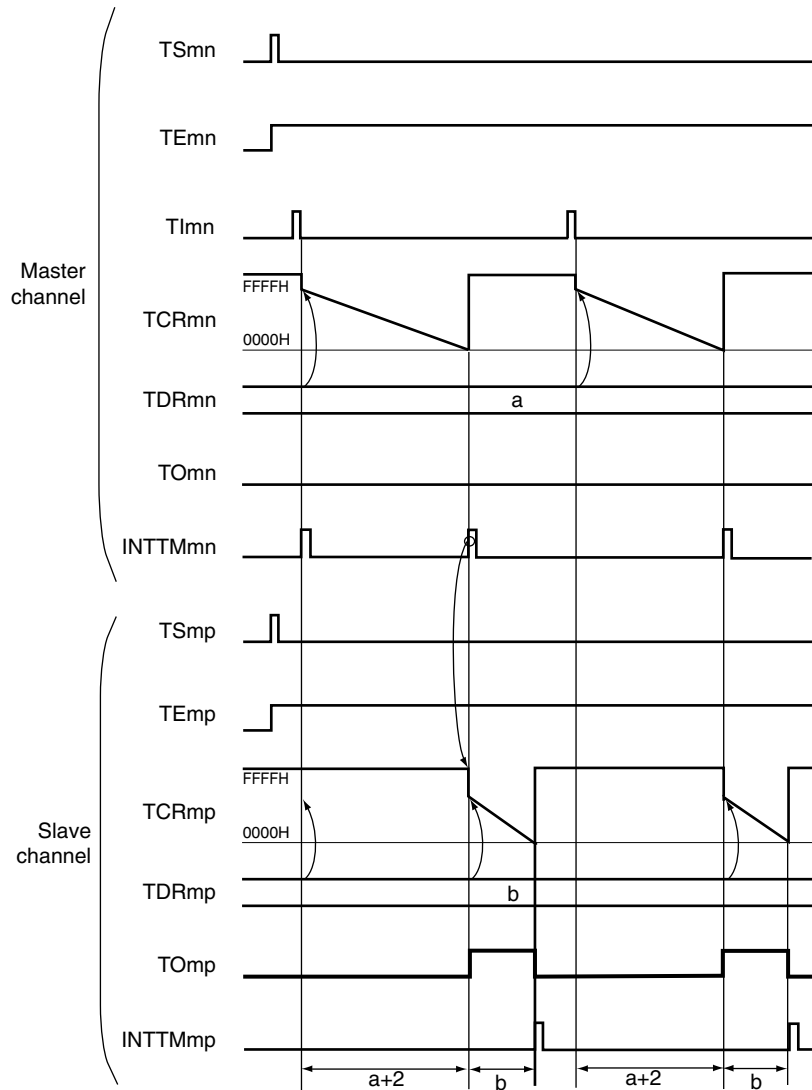 TSmn
TEmn
TImn
Master
channel
FFFFH
TCRmn
0000H
TDRmn
a
TOmn
INTTMmn
TSmp
TEmp
FFFFH
TCRmp
Slave
channel
0000H
TDRmp
b
TOmp
INTTMmp
a+2 b a+2 b